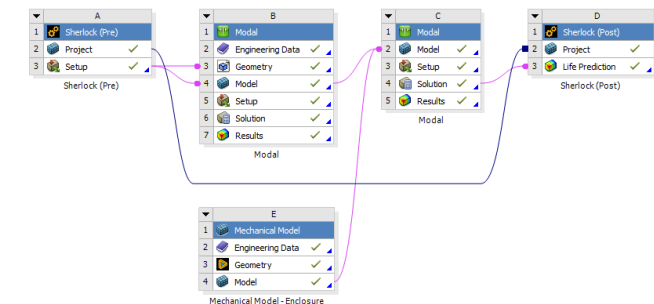 A
1 Sherlock (Pre)
2 Project
3 Setup
Sherlock (Pre)
B
1 Modal
2 Engineering Data
3 Geometry
4 Model
5 Setup
6 Solution
7 Results
Modal
C
1 Modal
2 Model
3 Setup
4 Solution
5 Results
Modal
D
1 Sherlock (Post)
2 Project
3 Life Prediction
Sherlock (Post)
E
1 Mechanical Model
2 Engineering Data
3 Geometry
4 Model
Mechanical Model - Enclosure